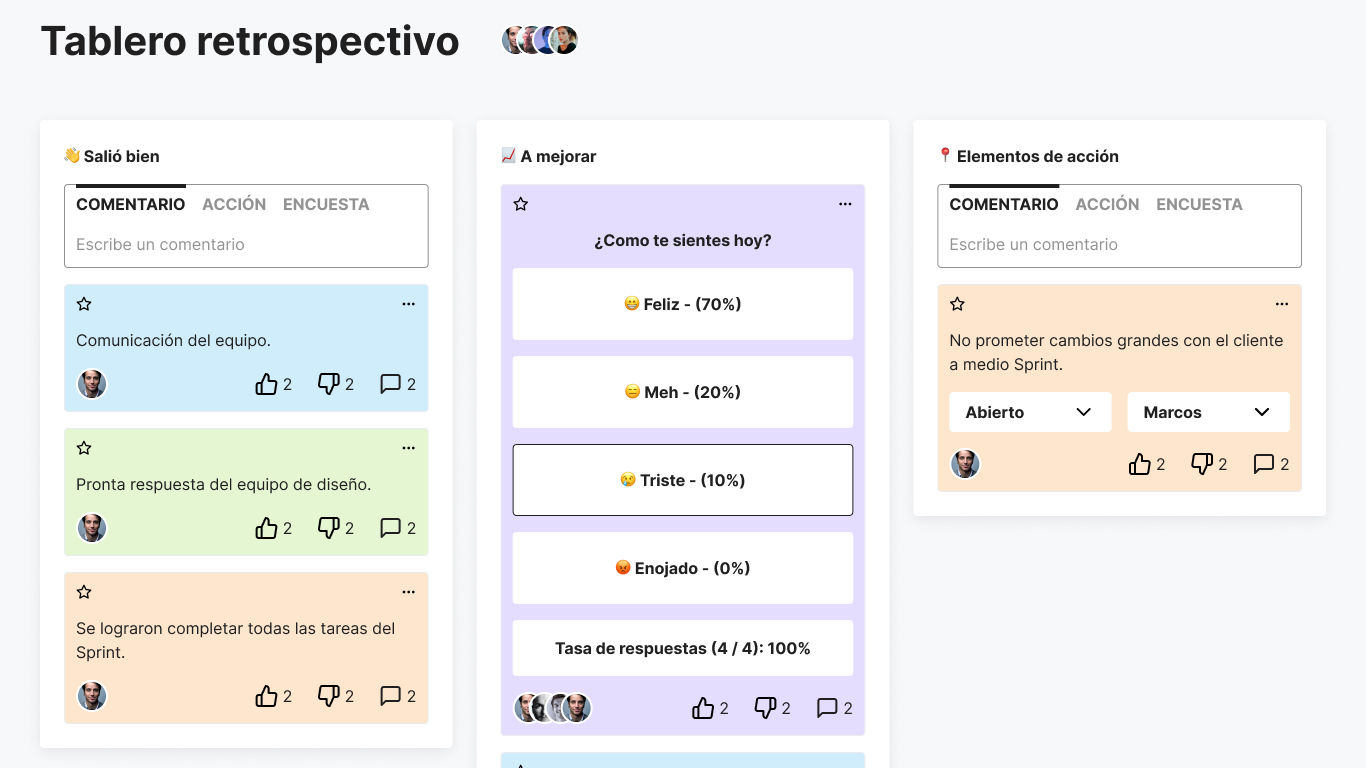 Tablero retrospectivo
👋 Salió bien
COMENTARIO ACCIÓN ENCUESTA
Escribe un comentario
Comunicación del equipo.
2 2 2
Pronta respuesta del equipo de diseño.
2 2 2
Se lograron completar todas las tareas del
Sprint.
2 2 2
📈 A mejorar
¿Como te sientes hoy?
😁 Feliz - (70%)
😑 Meh - (20%)
😢 Triste - (10%)
😡 Enojado - (0%)
Tasa de respuestas (4 / 4): 100%
2 2 2
📍 Elementos de acción
COMENTARIO ACCIÓN ENCUESTA
Escribe un comentario
No prometer cambios grandes con el cliente
a medio Sprint.
Abierto Marcos
2 2 2